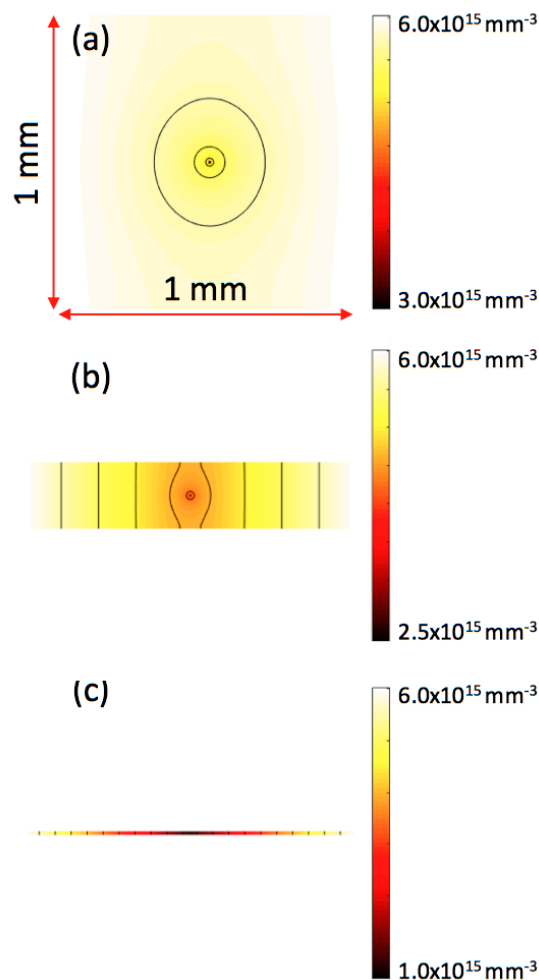 (a)
6.0x10¹⁵ mm⁻³
1 mm
1 mm
3.0x10¹⁵ mm⁻³
(b)
6.0x10¹⁵ mm⁻³
2.5x10¹⁵ mm⁻³
(c)
6.0x10¹⁵ mm⁻³
1.0x10¹⁵ mm⁻³